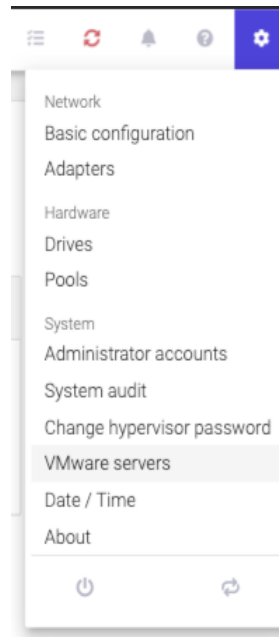 Network
Basic configuration
Adapters
Hardware
Drives
Pools
System
Administrator accounts
System audit
Change hypervisor password
VMware servers
Date / Time
About